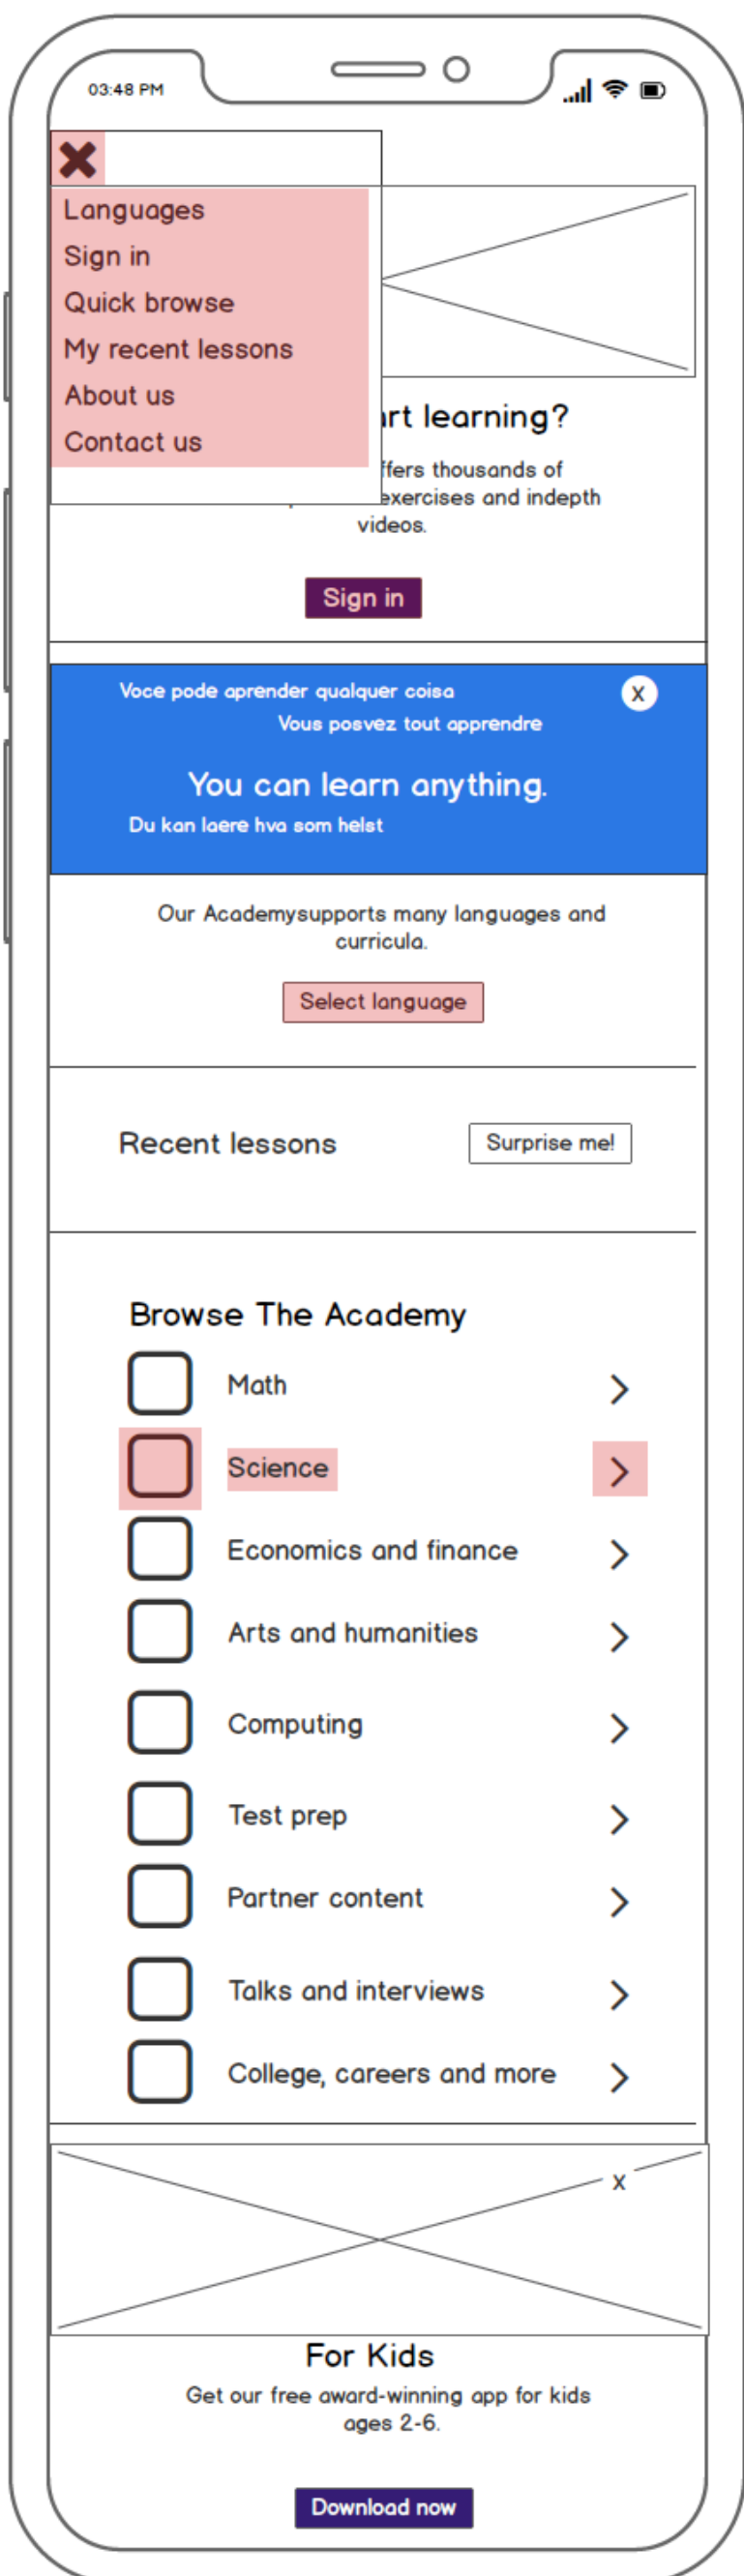 03:48 PM
Languages
Sign in
Quick browse
My recent lessons
About us
Contact us
learning?
thousands of
exercises and indepth
videos.
Sign in
Voce pode aprender qualquer coisa
X
Vous posvez tout apprendre
You can learn anything.
Du kan laere hva som helst
Our Academysupports many languages and
curricula.
Select language
Recent lessons
Surprise me!
Browse The Academy
Math
Science
Economics and finance
Arts and humanities
Computing
Test prep
Partner content
Talks and interviews
College, careers and more
X
For Kids
Get our free award-winning app for kids
ages 2-6.
Download now